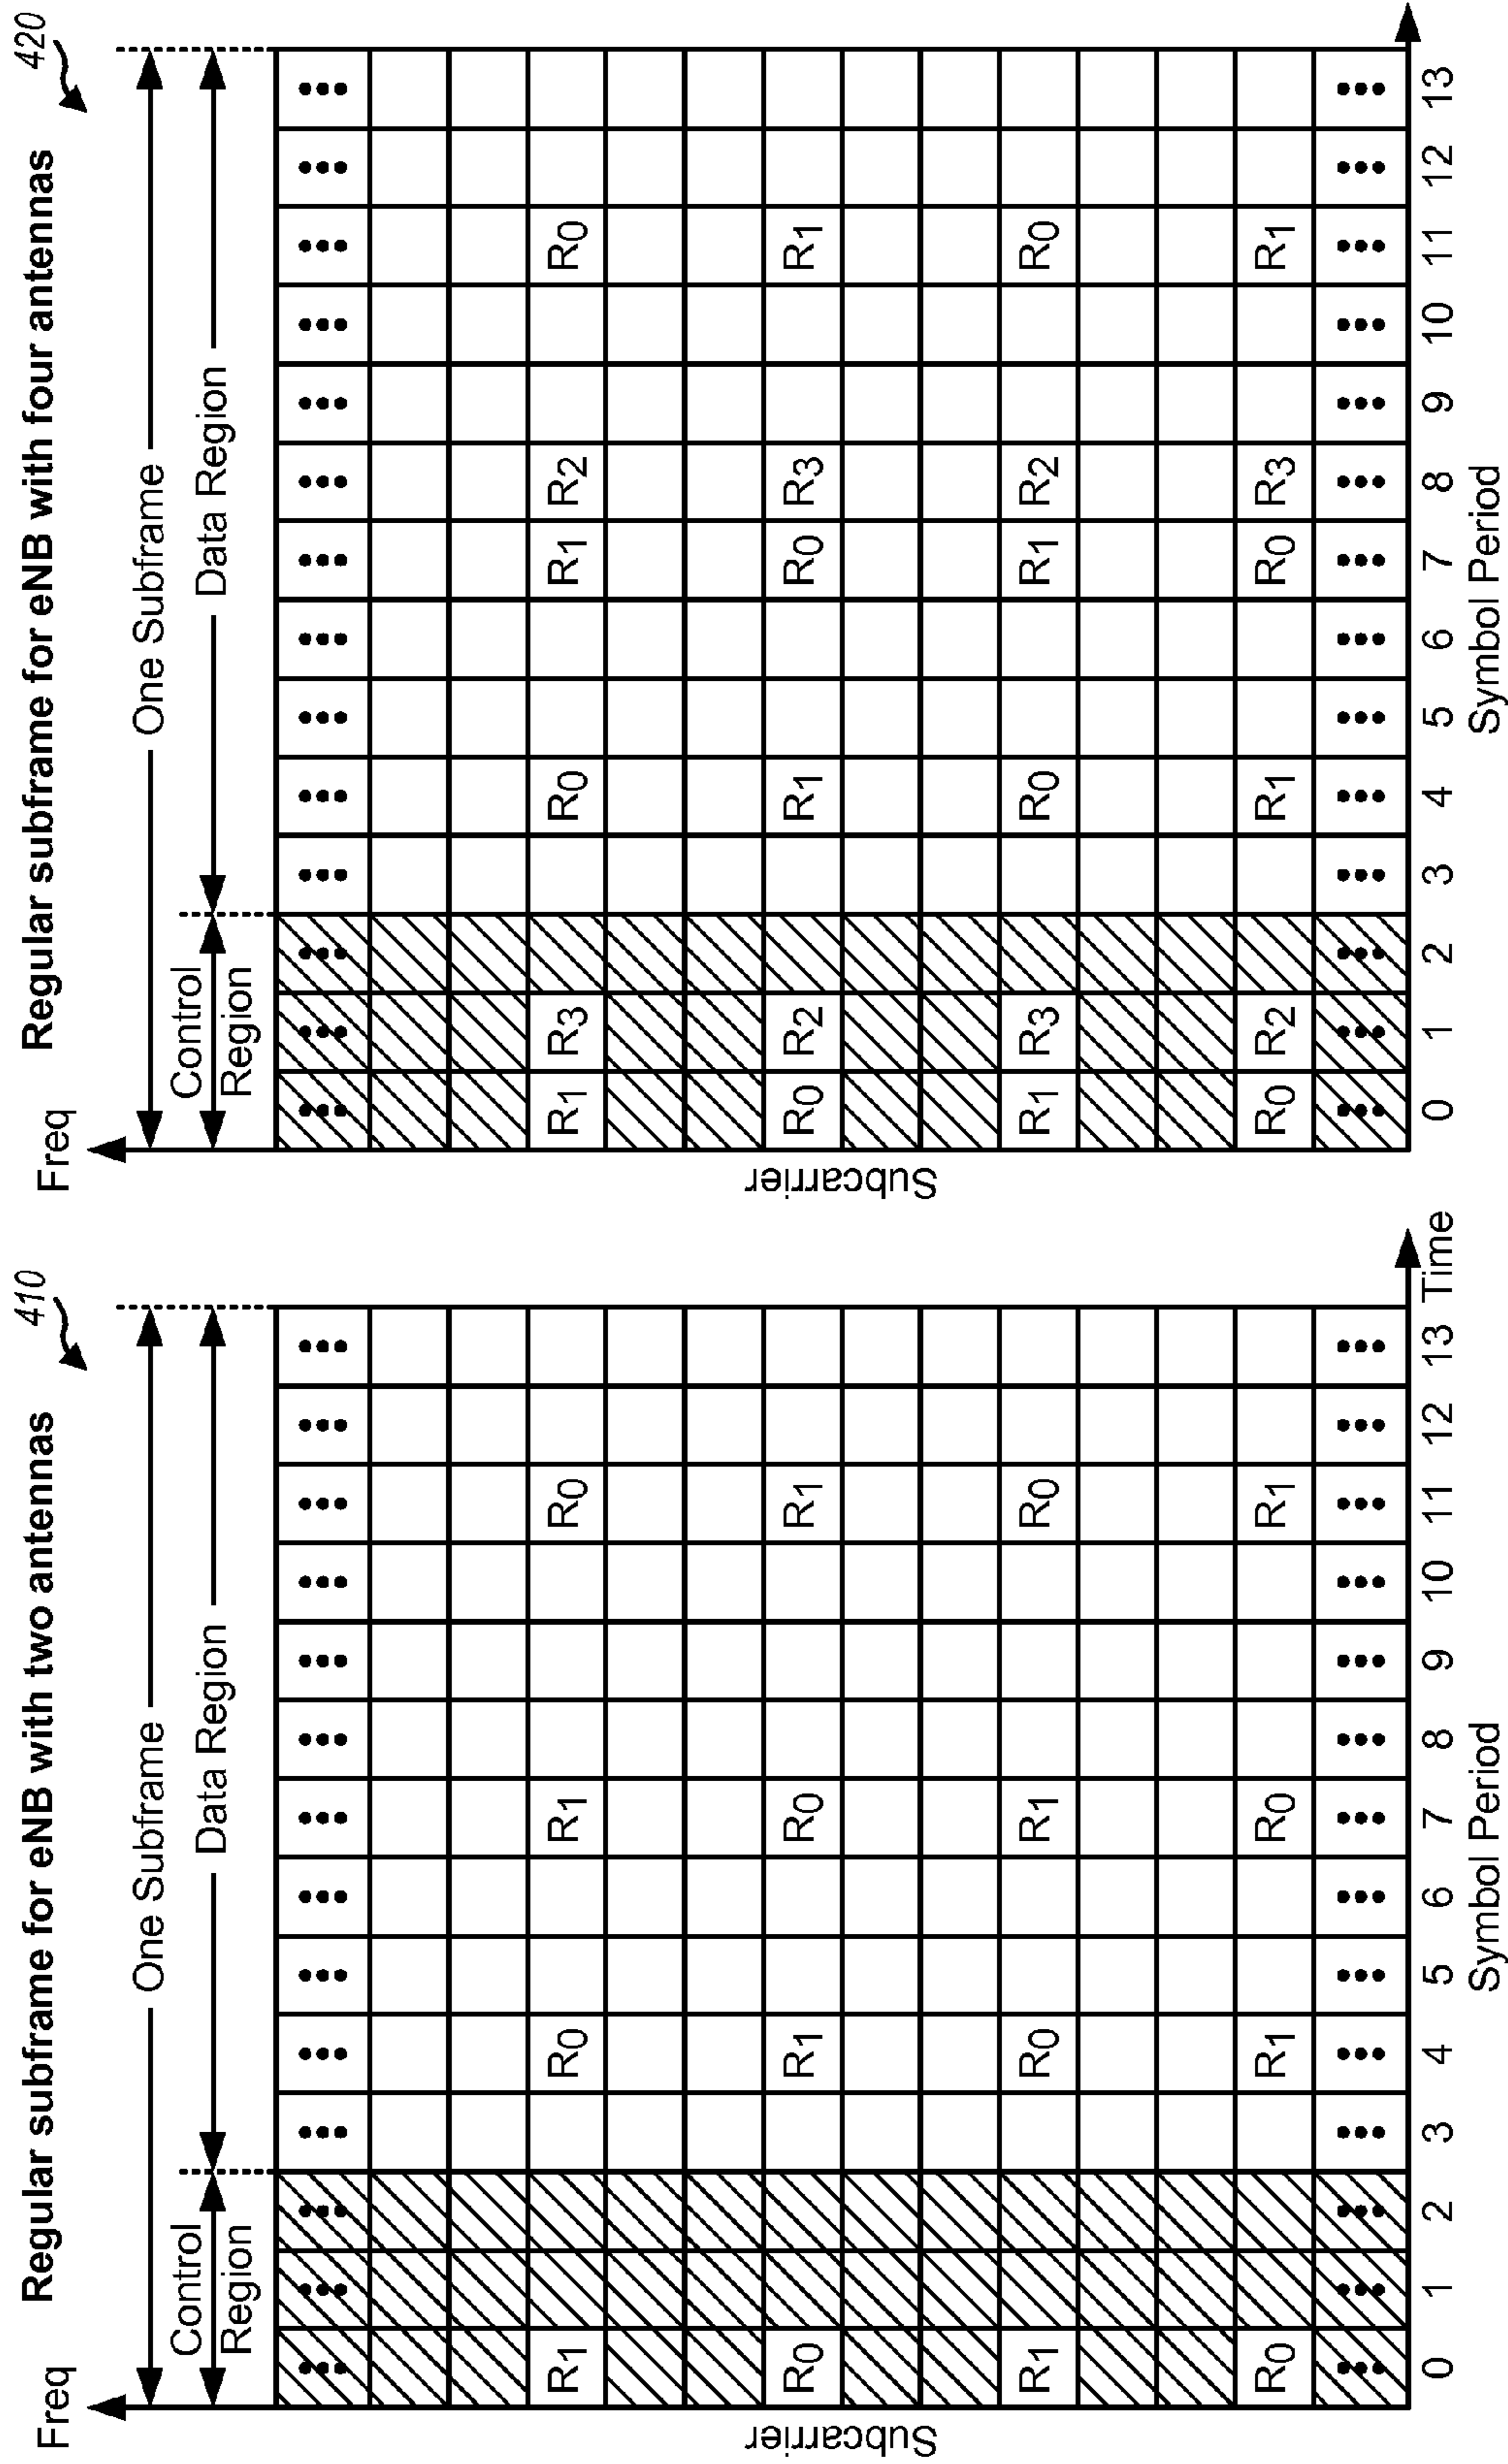 Regular subframe for eNB with two antennas
410
Freq
One Subframe
Control
Region
Data Region
Subcarrier
... ... ... ... ... ... ... ... ... ... ... ... ... ...
R1 R0 R1 R0
R0 R1 R0 R1
R0 R1 R0 R1
R1 R0 R1 R0
... ... ... ... ... ... ... ... ... ... ... ... ... ...
0 1 2 3 4 5 6 7 8 9 10 11 12 13 Time
Symbol Period
Regular subframe for eNB with four antennas
420
Freq
One Subframe
Control
Region
Data Region
Subcarrier
... ... ... ... ... ... ... ... ... ... ... ... ... ...
R1 R3 R0 R1 R2 R0
R0 R2 R1 R0 R3 R1
R1 R3 R0 R1 R2 R0
R0 R2 R1 R0 R3 R1
... ... ... ... ... ... ... ... ... ... ... ... ... ...
0 1 2 3 4 5 6 7 8 9 10 11 12 13
Symbol Period